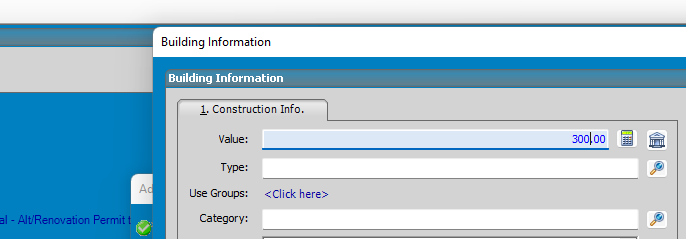 Building Information
Building Information
1. Construction Info.
Value: 300.00
Type:
Use Groups: <Click here>
Ad
Category:
al - Alt/Renovation Permit t